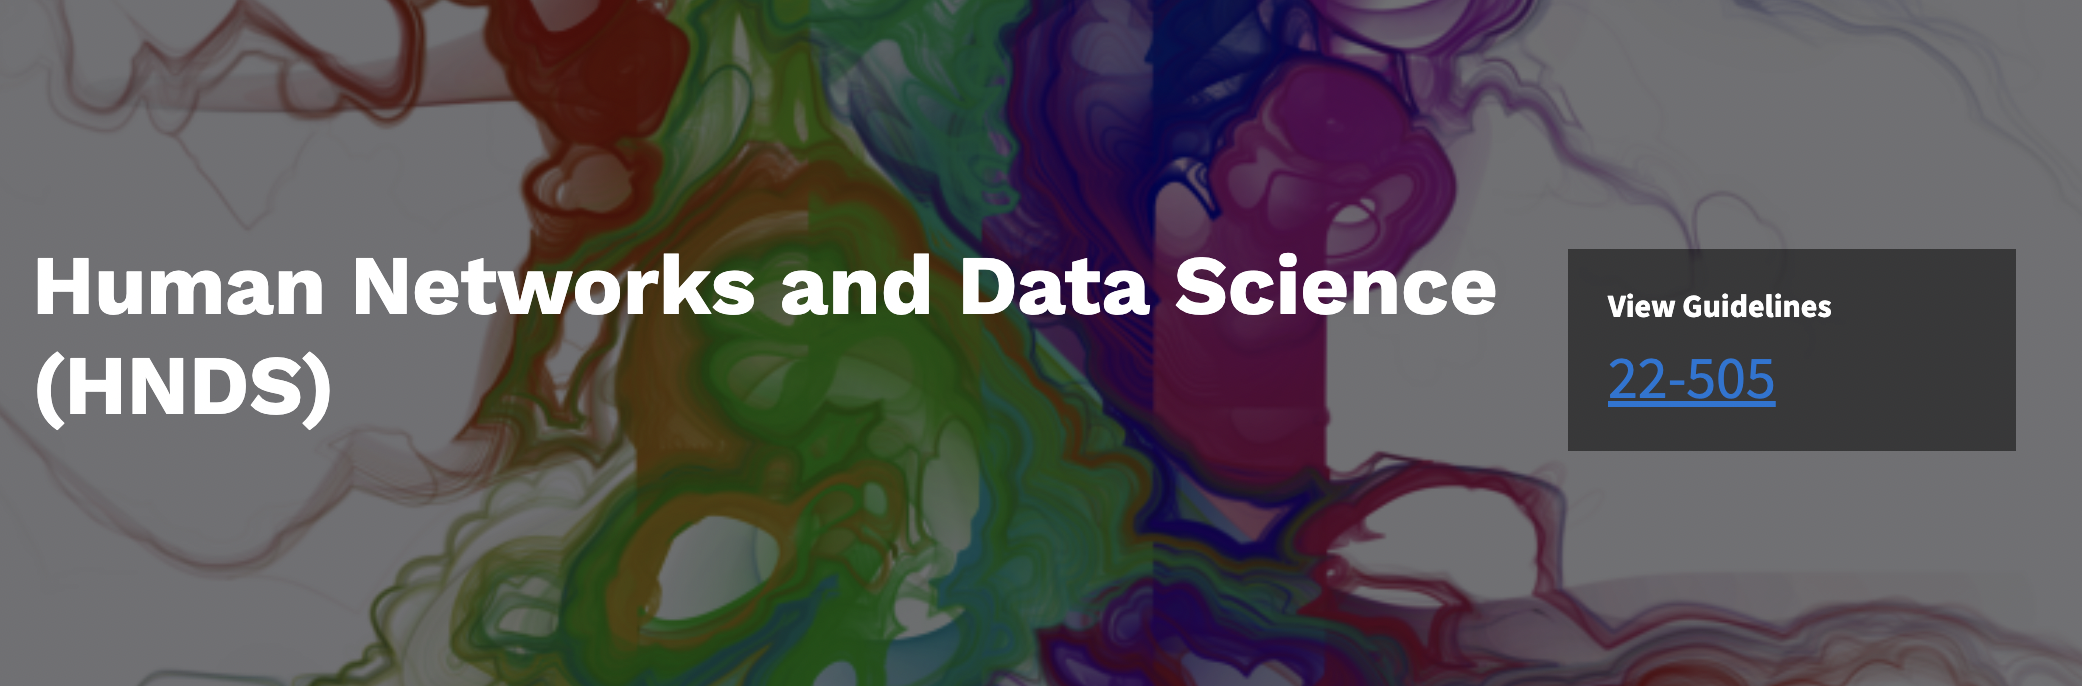 Human Networks and Data Science
(HNDS)
View Guidelines
22-505